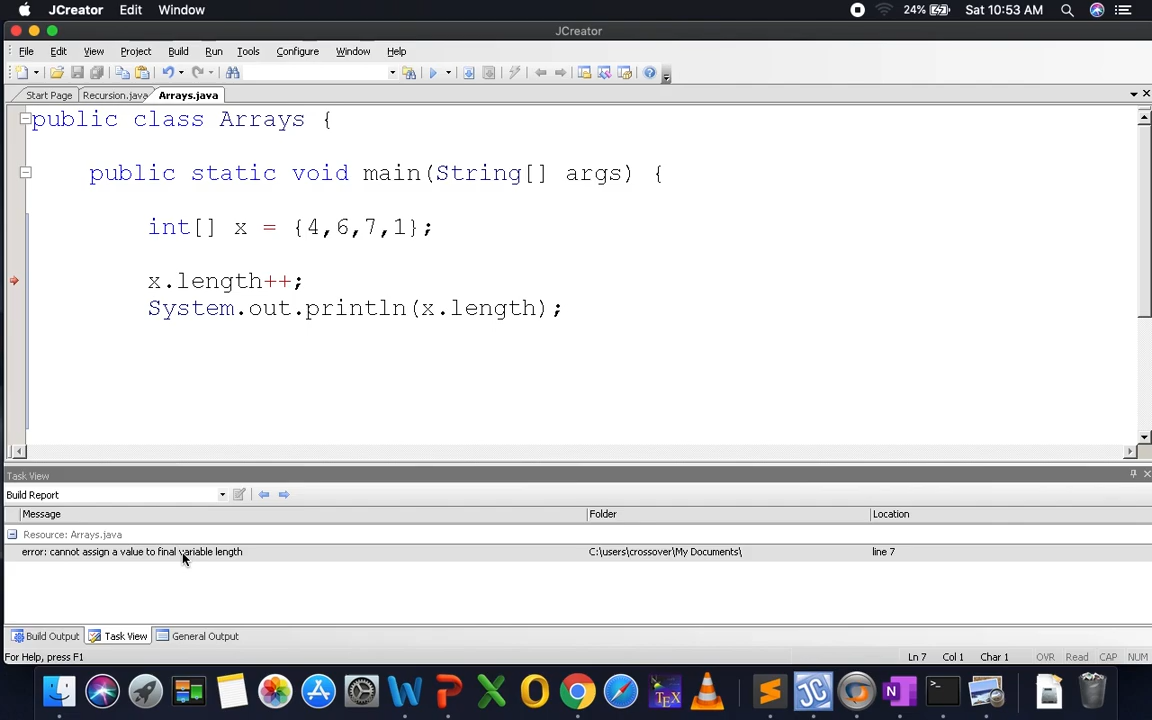 JCreator Edit Window 24% Sat 10:53 AM
JCreator
File Edit View Project Build Run Tools Configure Window Help
Start Page Recursion.java Arrays.java
public class Arrays {
public static void main(String[] args) {
int[] x = {4,6,7,1};
x.length++;
System.out.println(x.length);
Task View
Build Report
Message Folder Location
Resource: Arrays.java
error: cannot assign a value to final variable length C:\users\crossover\My Documents\ line 7
Build Output Task View General Output
For Help, press F1 Ln 7 Col 1 Char 1 OVR Read CAP NUM
W P X O TEX JC N